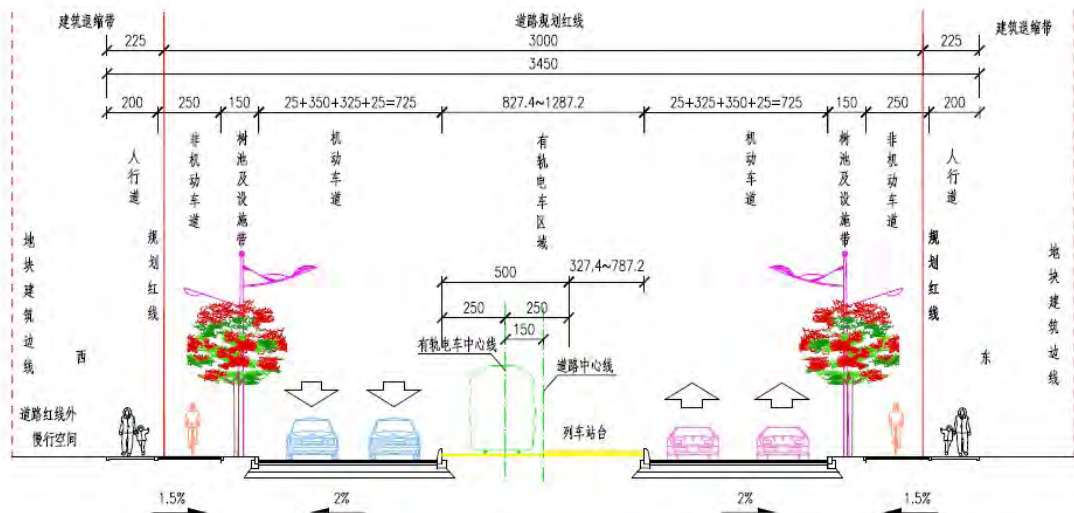 建筑退缩带
道路规划红线
建筑退缩带
225
3000
225
3450
200
250
150
25+350+325+25=725
827.4~1287.2
25+325+350+25=725
150
250
200
人行道
非机动车道
树池及设施带
机动车道
有轨电车区域
机动车道
树池及设施带
非机动车道
人行道
地块建筑边线
规划红线
规划红线
地块建筑边线
500
327.4~787.2
250
250
150
有轨电车中心线
道路中心线
西
东
道路红线外
慢行空间
列车站台
1.5%
2%
2%
1.5%